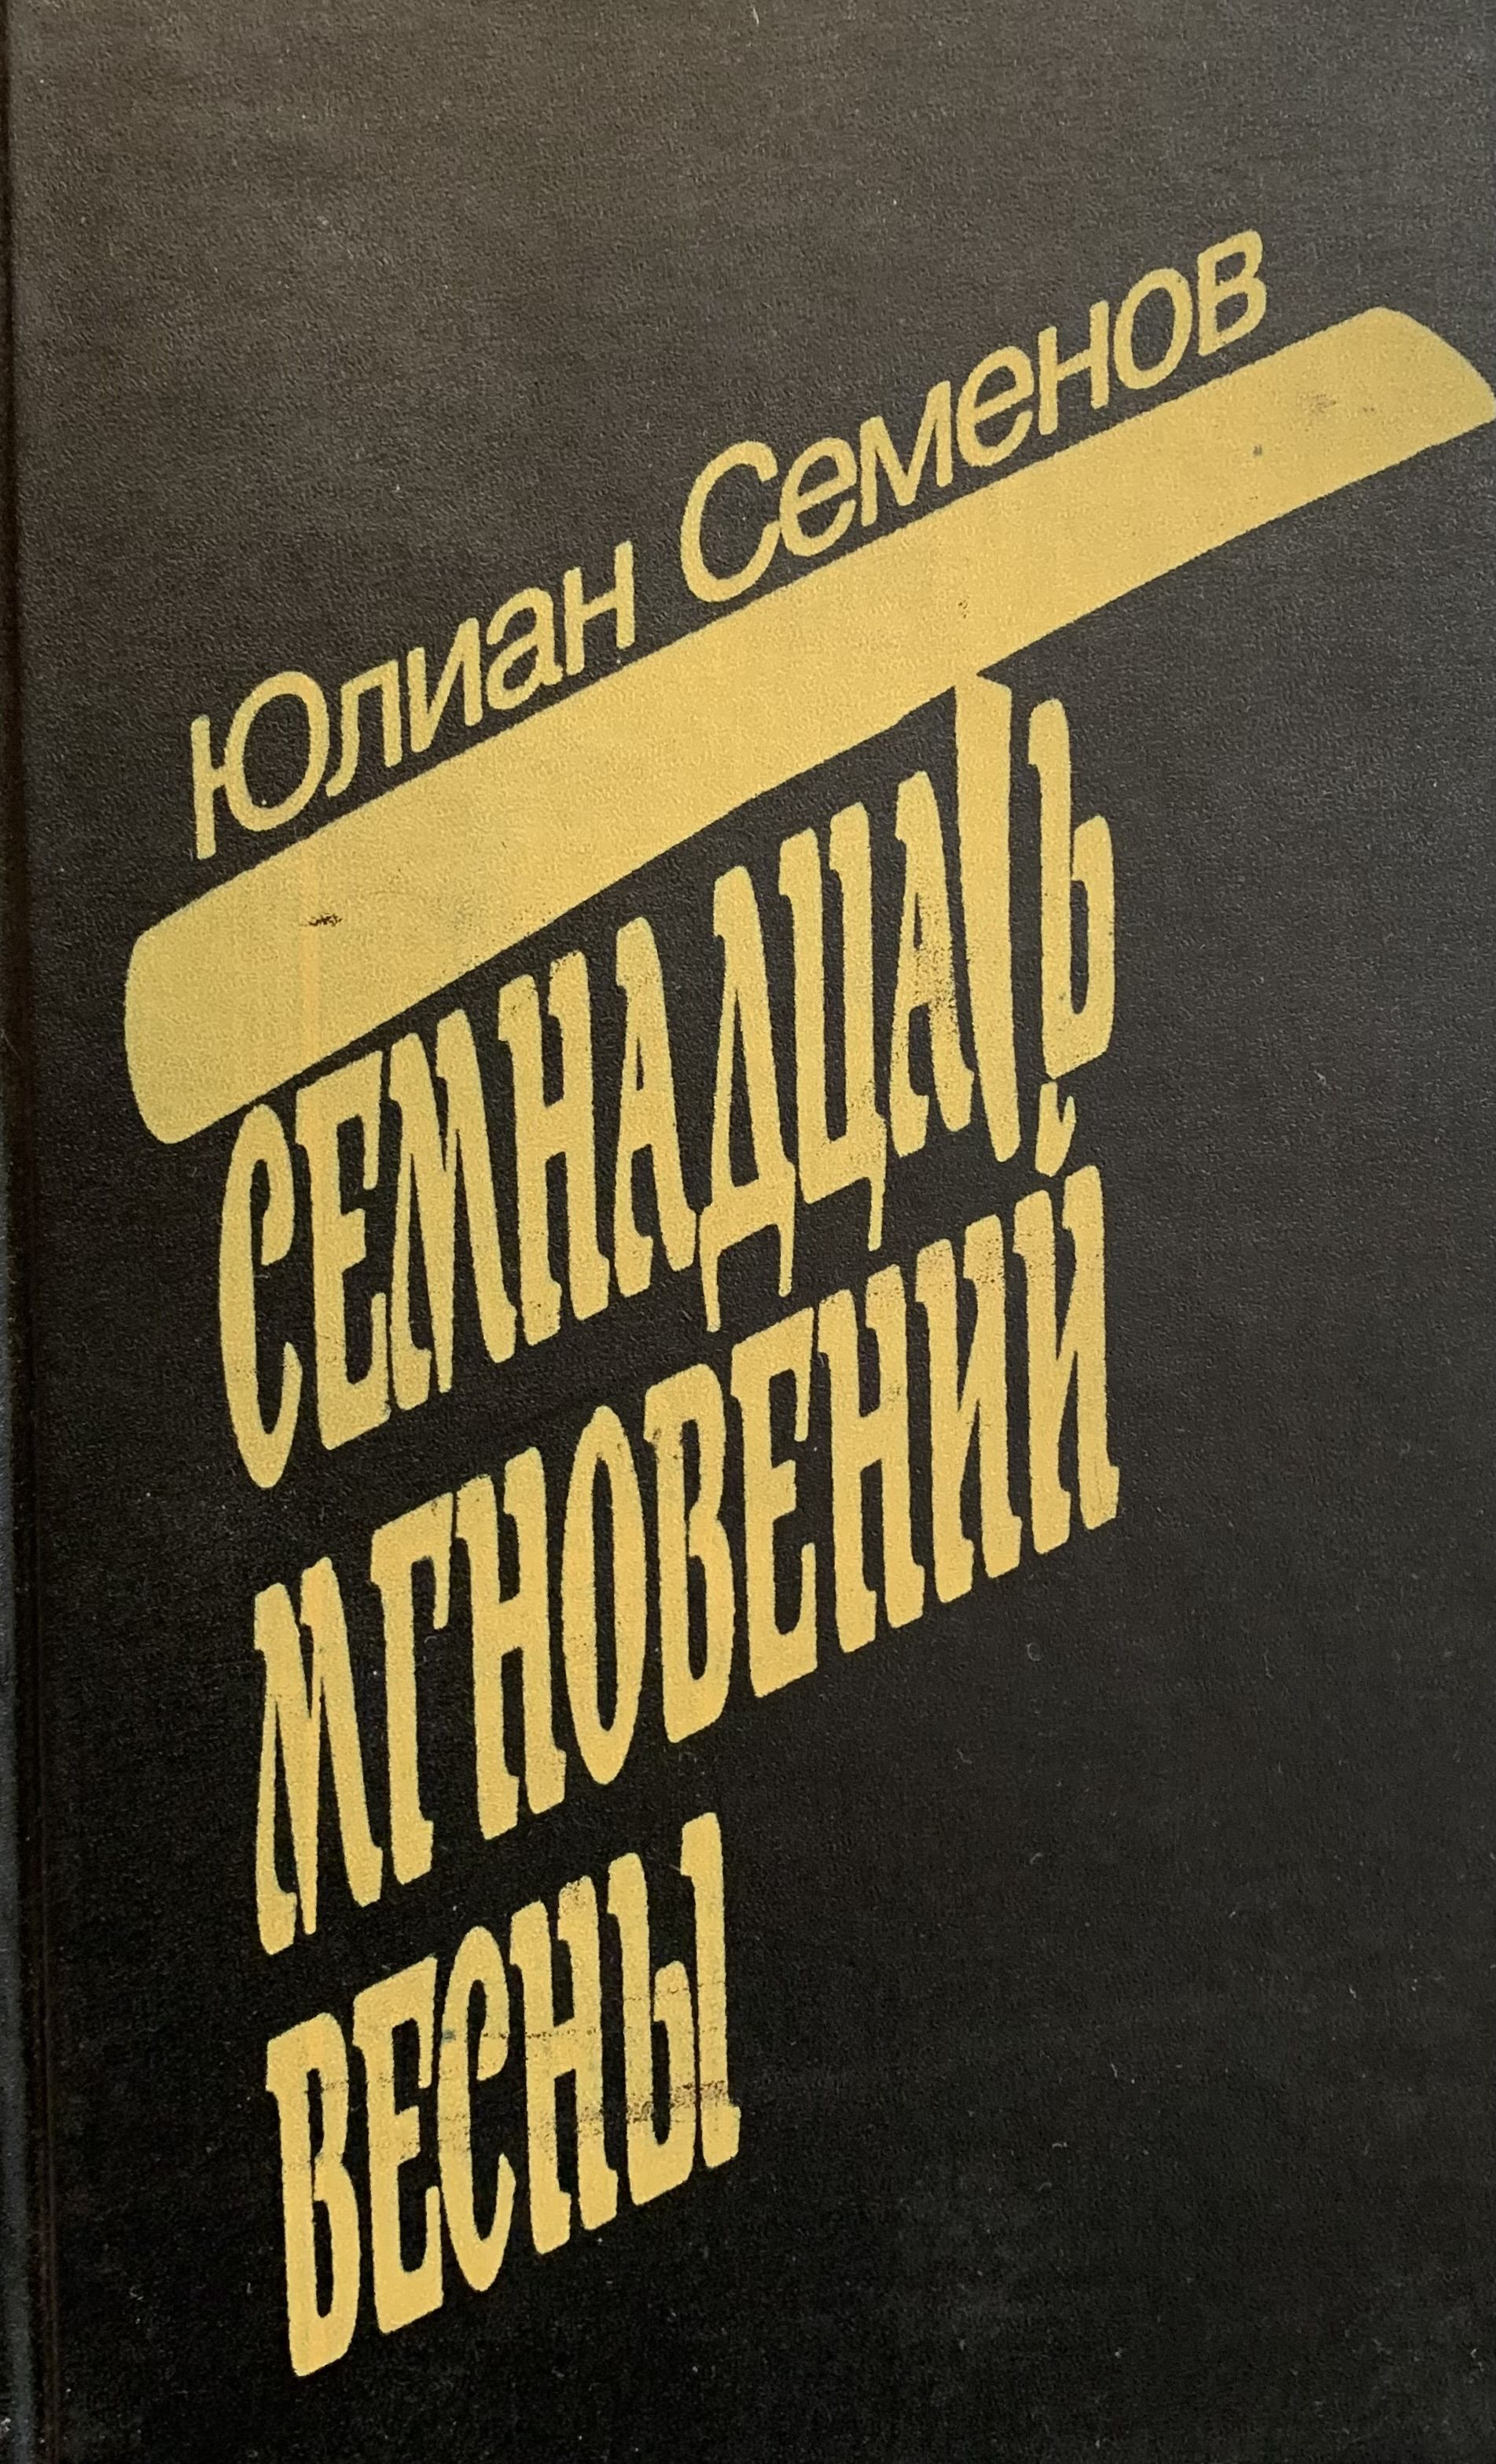 Юлиан Семенов
СЕМНАДЦАТЬ
МГНОВЕНИЙ
ВЕСНЫ